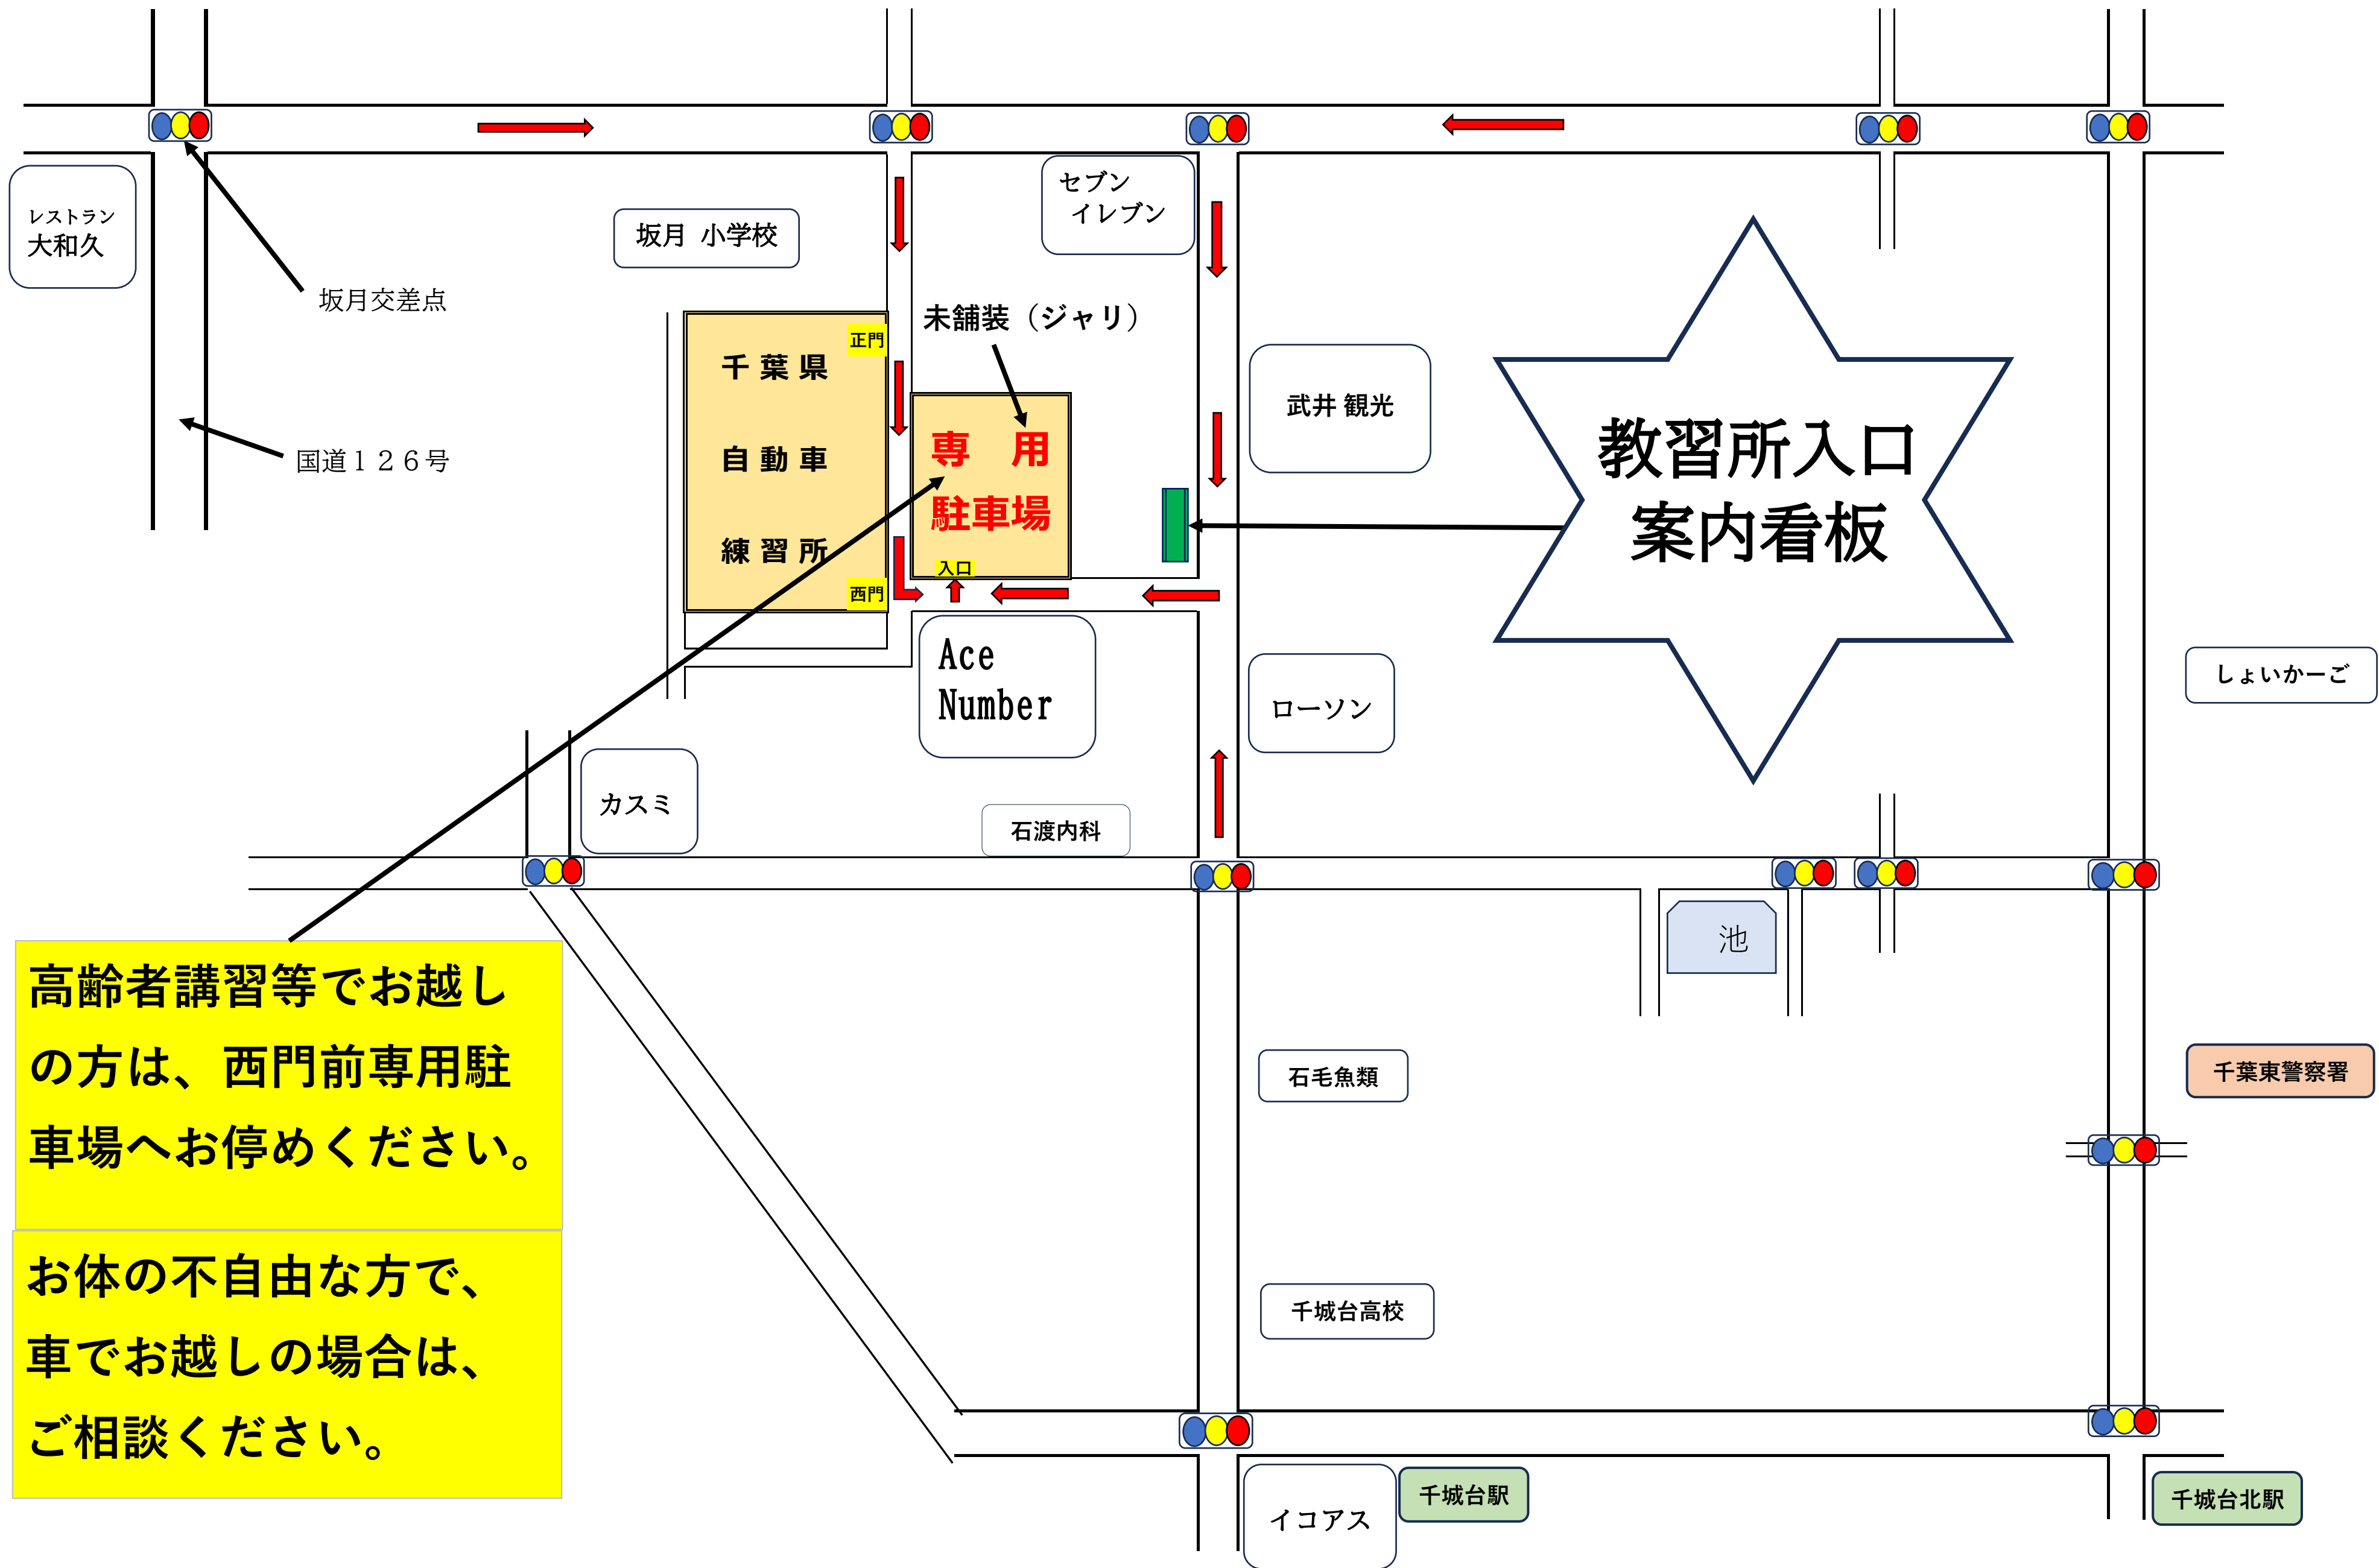 レストラン
大和久
坂月交差点
国道１２６号
坂月 小学校
セブン
イレブン
未舗装（ジャリ）
千 葉 県
自 動 車
練 習 所
正門
西門
専　用
駐車場
入口
武井 観光
教習所入口
案内看板
Ace
Number
ローソン
しょいかーご
カスミ
石渡内科
池
高齢者講習等でお越し
の方は、西門前専用駐
車場へお停めください。
お体の不自由な方で、
車でお越しの場合は、
ご相談ください。
石毛魚類
千葉東警察署
千城台高校
イコアス
千城台駅
千城台北駅